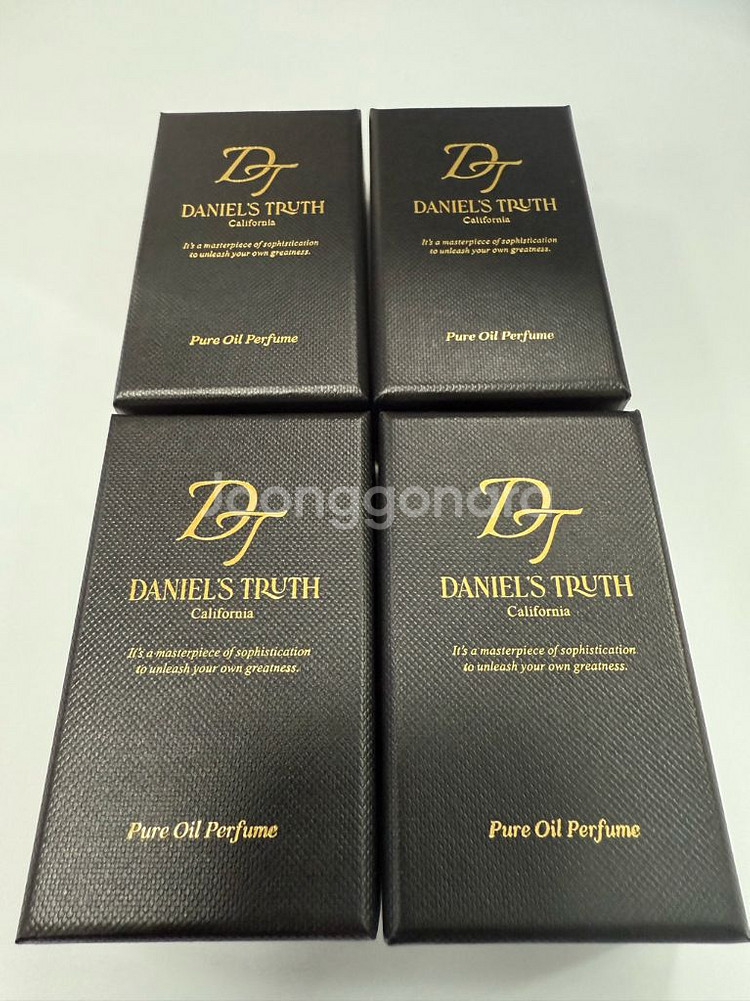 DT
DANIEL'S TRUTH
California
It's a masterpiece of sophistication
to unleash your own greatness.
Pure Oil Perfume
DT
DANIEL'S TRUTH
California
It's a masterpiece of sophistication
to unleash your own greatness.
Pure Oil Perfume
DT
DANIEL'S TRUTH
California
It's a masterpiece of sophistication
to unleash your own greatness.
Pure Oil Perfume
DT
DANIEL'S TRUTH
California
It's a masterpiece of sophistication
to unleash your own greatness.
Pure Oil Perfume
Joonggonara